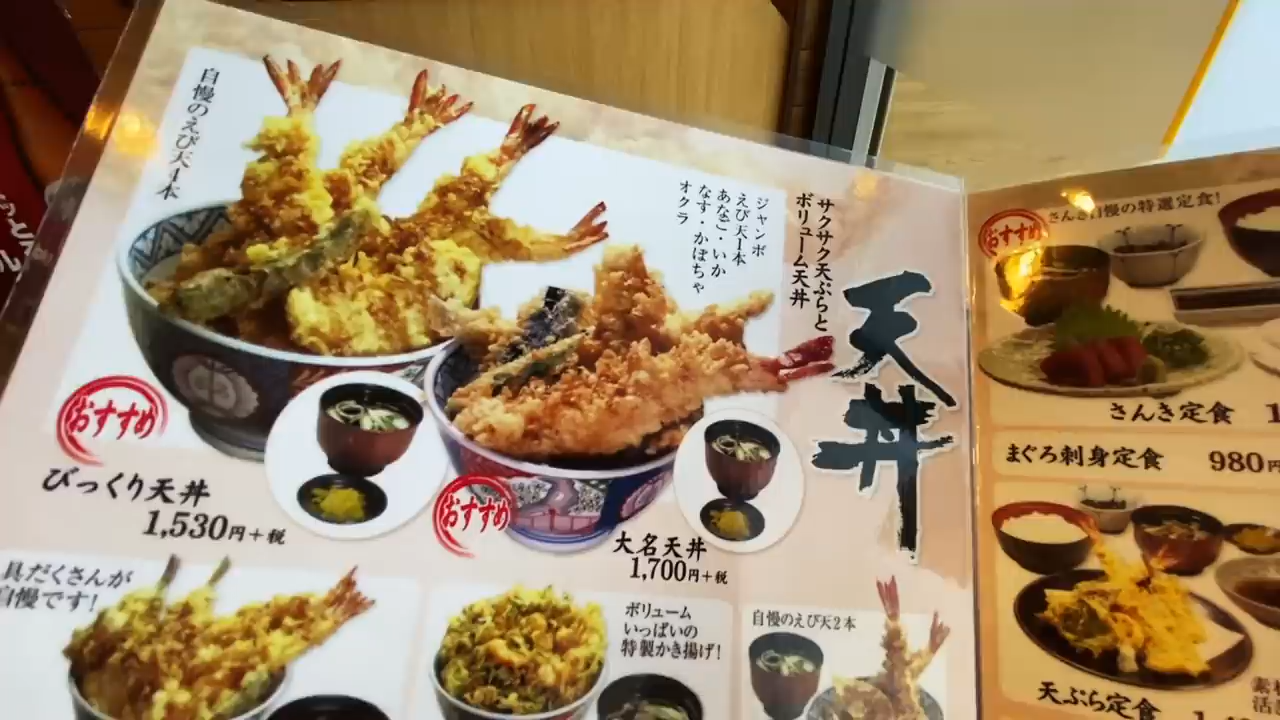 自慢のえび天4本
おすすめ
びっくり天丼
1,530円+税
ジャンボ
えび天1本
あなご・いか
なす・かぼちゃ
オクラ
サクサク天ぷらと
ボリューム天丼
天丼
おすすめ
大名天丼
1,700円+税
具だくさんが
自慢です!
ボリューム
いっぱいの
特製かき揚げ!
自慢のえび天2本
おすすめ
さんき自慢の特選定食!
さんき定食
まぐろ刺身定食 980円
天ぷら定食